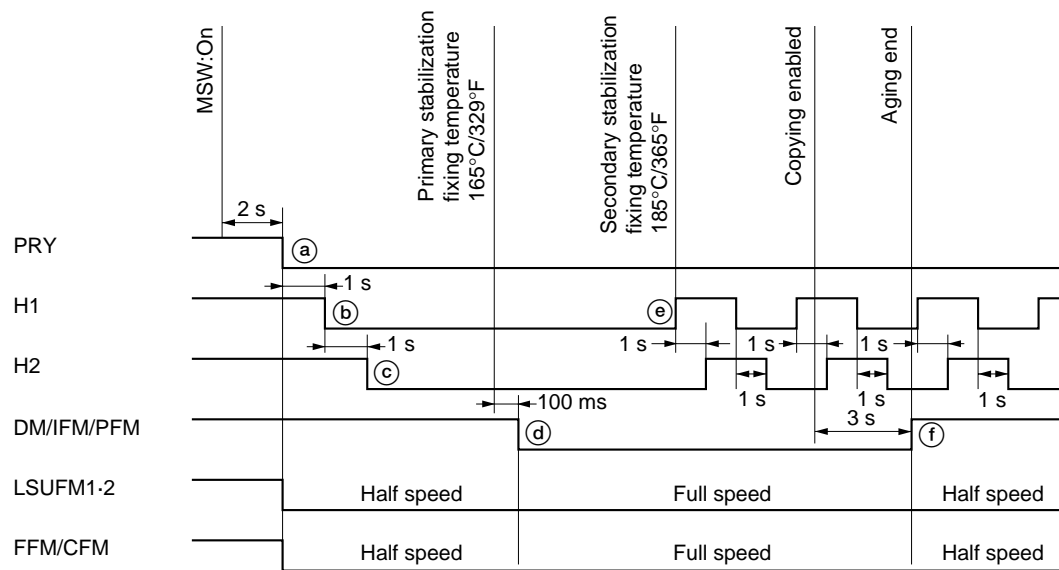 MSW:On
Primary stabilization
fixing temperature
165°C/329°F
Secondary stabilization
fixing temperature
185°C/365°F
Copying enabled
Aging end
2 s
PRY
a
1 s
H1
b
e
1 s
1 s
1 s
1 s
H2
c
1 s
1 s
1 s
100 ms
DM/IFM/PFM
d
3 s
f
LSUFM1·2
Half speed
Full speed
Half speed
FFM/CFM
Half speed
Full speed
Half speed